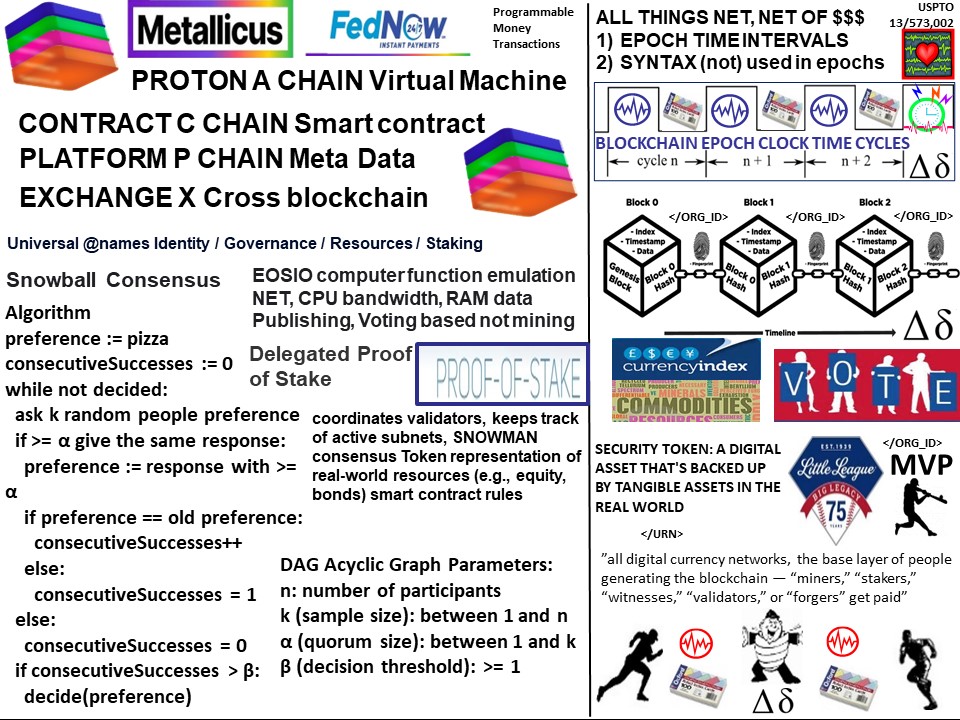 Metallicus
FedNow
INSTANT PAYMENTS
24/7
Programmable
Money
Transactions
PROTON A CHAIN Virtual Machine
CONTRACT C CHAIN Smart contract
PLATFORM P CHAIN Meta Data
EXCHANGE X Cross blockchain
Universal @names Identity / Governance / Resources / Staking
Snowball Consensus
Algorithm
preference := pizza
consecutiveSuccesses := 0
while not decided:
ask k random people preference
if >= α give the same response:
preference := response with >=
α
if preference == old preference:
consecutiveSuccesses++
else:
consecutiveSuccesses = 1
else:
consecutiveSuccesses = 0
if consecutiveSuccesses > β:
decide(preference)
EOSIO computer function emulation
NET, CPU bandwidth, RAM data
Publishing, Voting based not mining
Delegated Proof
of Stake
PROOF-OF-STAKE
coordinates validators, keeps track
of active subnets, SNOWMAN
consensus Token representation of
real-world resources (e.g., equity,
bonds) smart contract rules
DAG Acyclic Graph Parameters:
n: number of participants
k (sample size): between 1 and n
α (quorum size): between 1 and k
β (decision threshold): >= 1
ALL THINGS NET, NET OF $$$
1) EPOCH TIME INTERVALS
2) SYNTAX (not) used in epochs
USPTO
13/573,002
BLOCKCHAIN EPOCH CLOCK TIME CYCLES
cycle n
n + 1
n + 2
Δδ
Block 0
Block 1
Block 2
</ORG_ID>
</ORG_ID>
</ORG_ID>
- Index
- Timestamp
- Data
- Index
- Timestamp
- Data
- Index
- Timestamp
- Data
Genesis
Block
Block 0
Hash
Block 0
Hash
Block 1
Hash
Block 1
Hash
Block 2
Hash
- Fingerprint
- Fingerprint
- Fingerprint
Timeline
Δδ
£ $ € ¥
currencyindex
COMMODITIES
VOTE
SECURITY TOKEN: A DIGITAL
ASSET THAT'S BACKED UP
BY TANGIBLE ASSETS IN THE
REAL WORLD
</URN>
EST. 1939
Little League
BIG LEGACY
75
YEARS
</ORG_ID>
MVP
”all digital currency networks, the base layer of people
generating the blockchain — “miners,” “stakers,”
“witnesses,” “validators,” or “forgers” get paid”
Δδ